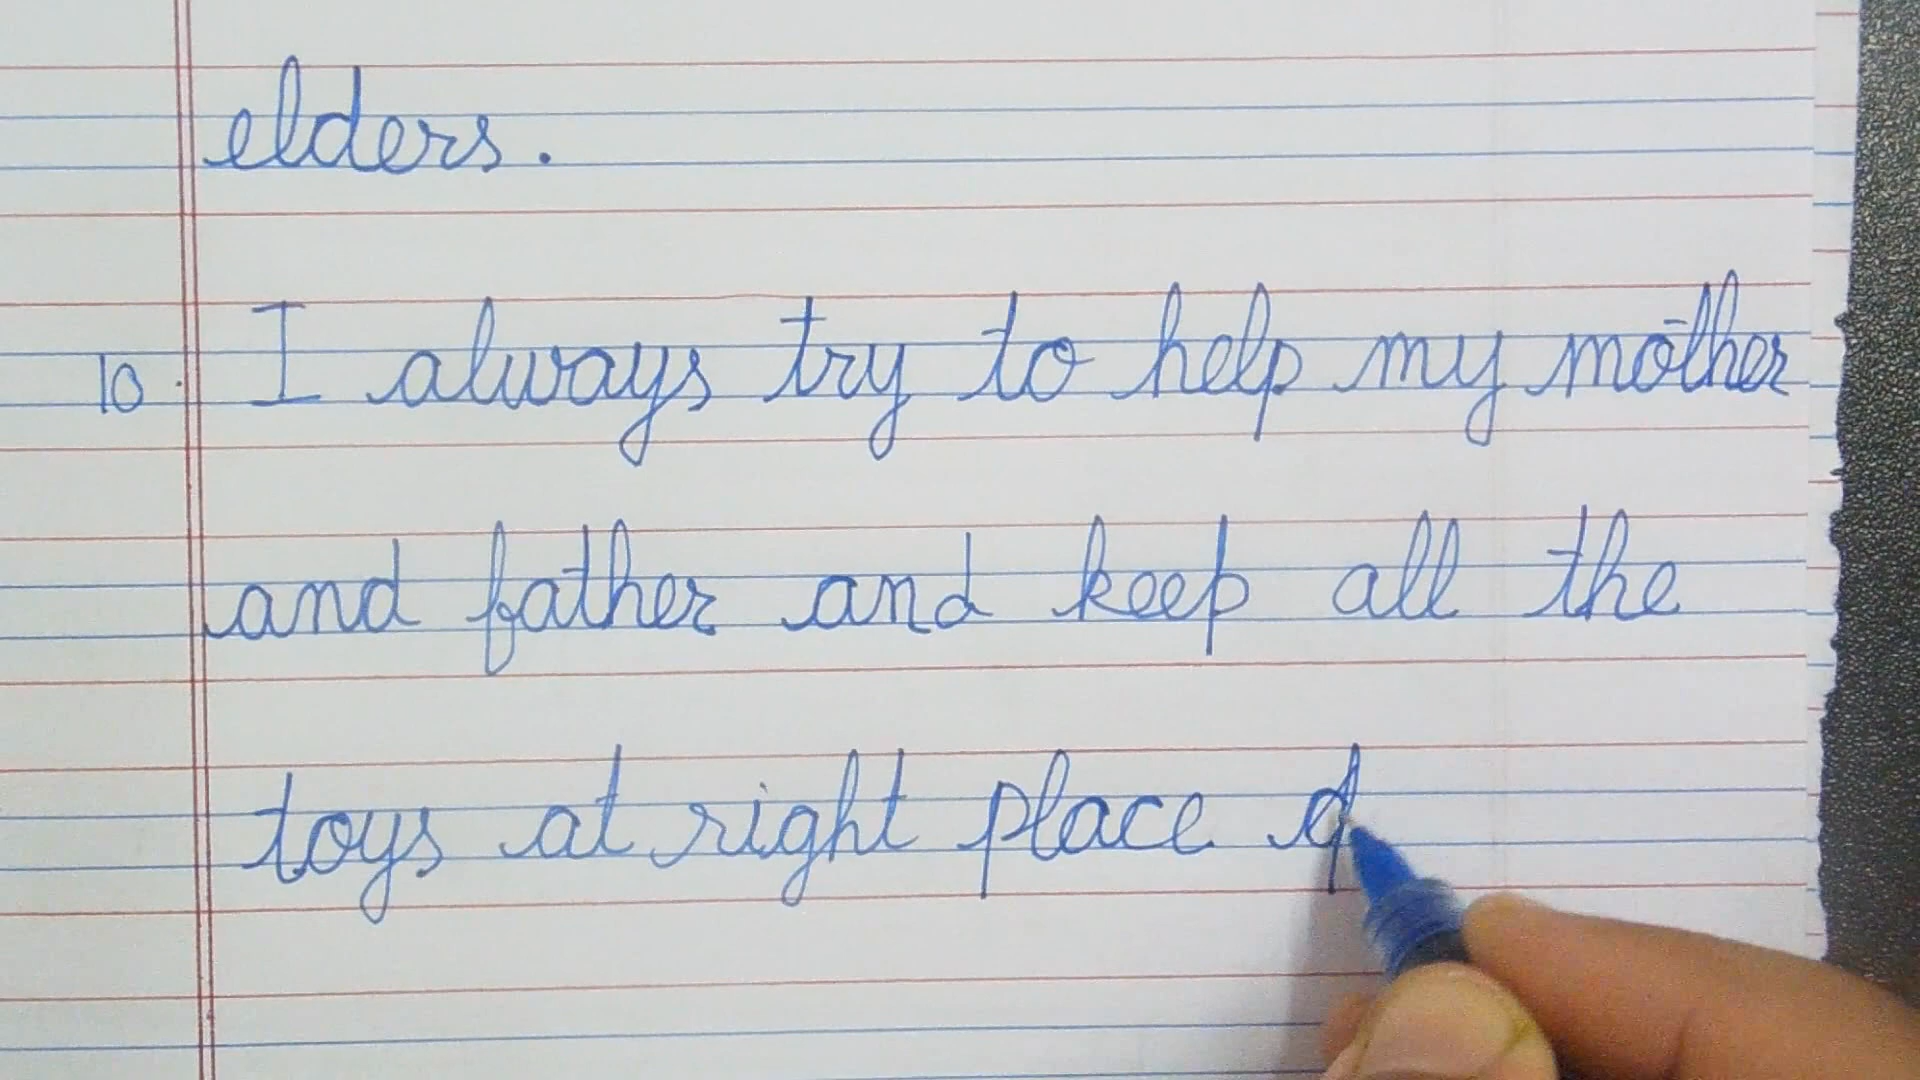 elders.
10. I always try to help my mother
and father and keep all the
toys at right place